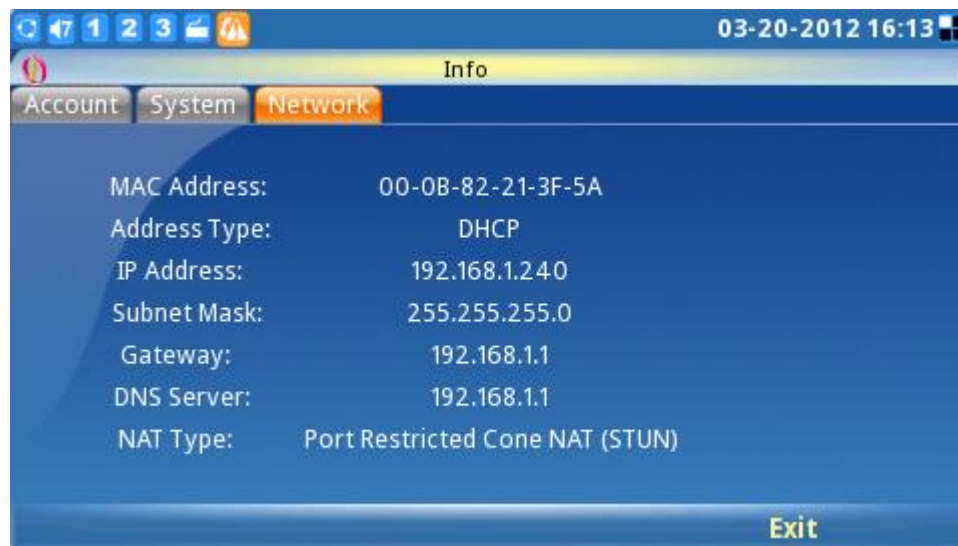 7 1 2 3 03-20-2012 16:13
Info
Account System Network
MAC Address: 00-0B-82-21-3F-5A
Address Type: DHCP
IP Address: 192.168.1.240
Subnet Mask: 255.255.255.0
Gateway: 192.168.1.1
DNS Server: 192.168.1.1
NAT Type: Port Restricted Cone NAT (STUN)
Exit